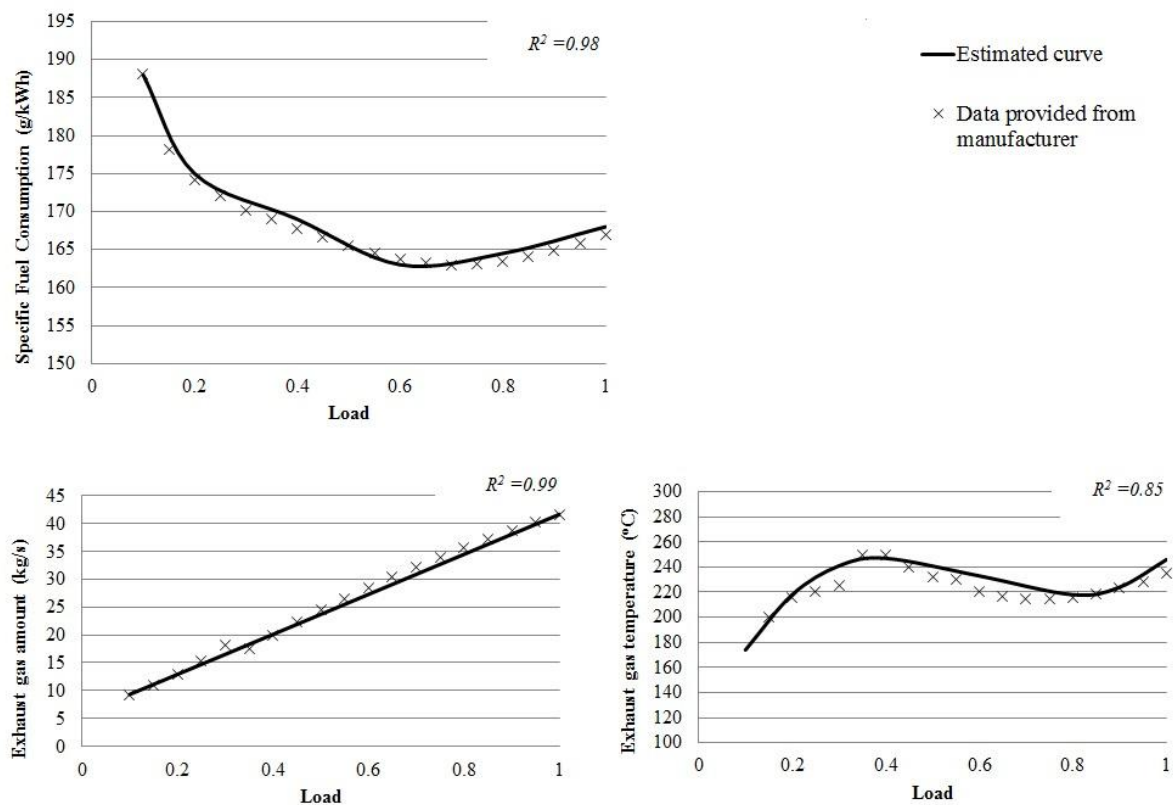 195
190
185
180
175
170
165
160
155
150
Specific Fuel Consumption (g/kWh)
R² =0.98
0 0.2 0.4 0.6 0.8 1
Load
Estimated curve
Data provided from
manufacturer
45
40
35
30
25
20
15
10
5
0
Exhaust gas amount (kg/s)
R² =0.99
0 0.2 0.4 0.6 0.8 1
Load
300
280
260
240
220
200
180
160
140
120
100
Exhaust gas temperature (°C)
R² =0.85
0 0.2 0.4 0.6 0.8 1
Load